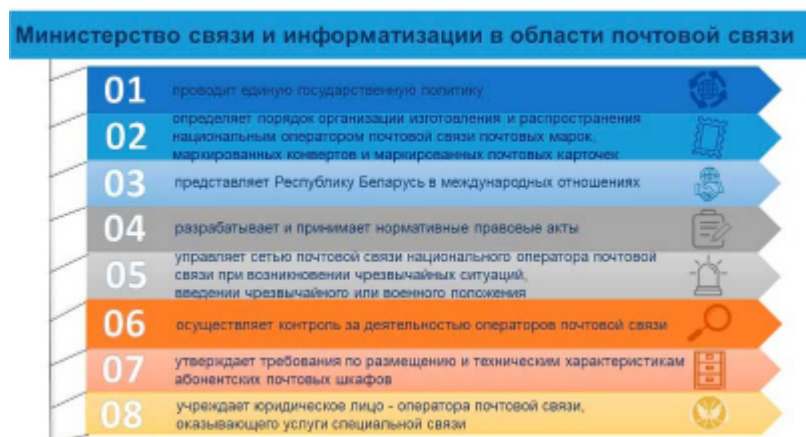 Министерство связи и информатизации в области почтовой связи
01
проводит единую государственную политику
02
определяет порядок организации изготовления и распространения
национальным оператором почтовой связи почтовых марок,
маркированных конвертов и маркированных почтовых карточек
03
представляет Республику Беларусь в международных отношениях
04
разрабатывает и принимает нормативные правовые акты
05
управляет сетью почтовой связи национального оператора почтовой
связи при возникновении чрезвычайных ситуаций,
введении чрезвычайного или военного положения
06
осуществляет контроль за деятельностью операторов почтовой связи
07
утверждает требования по размещению и техническим характеристикам
абонентских почтовых шкафов
08
учреждает юридическое лицо - оператора почтовой связи,
оказывающего услуги специальной связи